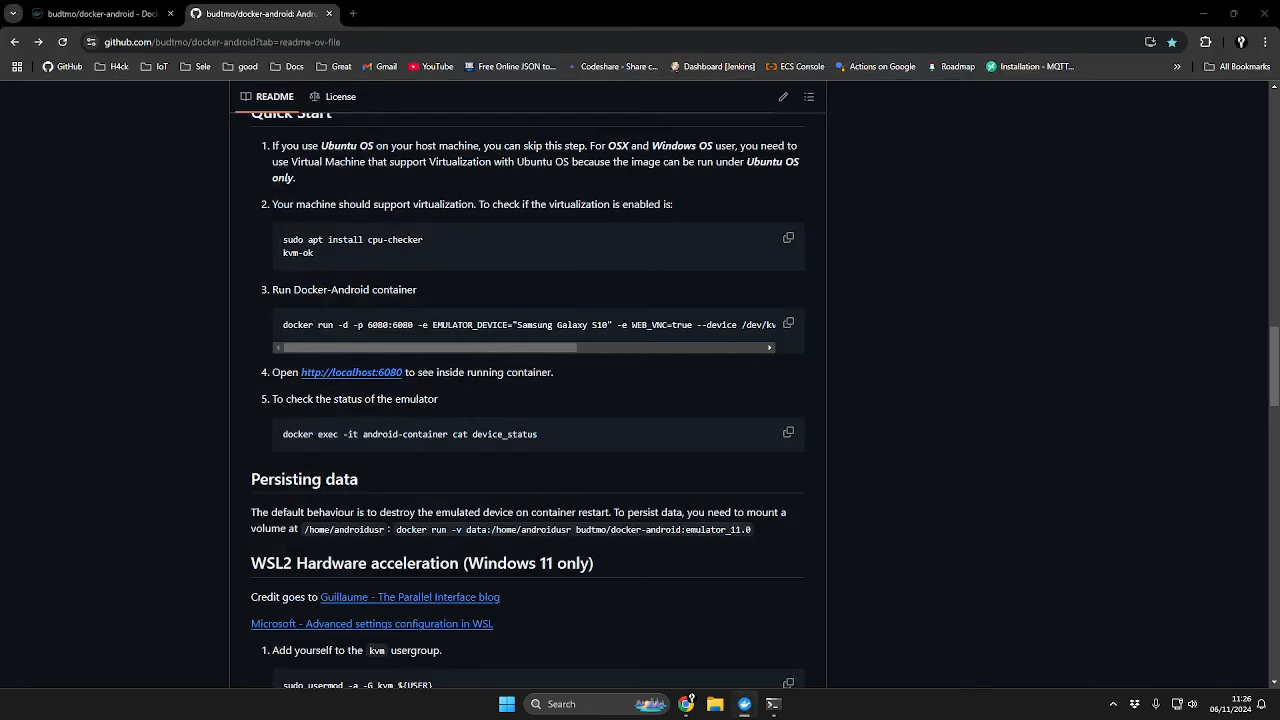 budtmo/docker-android - Doc
budtmo/docker-android: Andro
github.com/budtmo/docker-android?tab=readme-ov-file
GitHub
H4ck
IoT
Sele
good
Docs
Great
Gmail
YouTube
Free Online JSON to...
Codeshare - Share c...
Dashboard [Jenkins]
ECS Console
Actions on Google
Roadmap
Installation - MQTT...
»
All Bookmarks
README
License
Quick Start
1. If you use Ubuntu OS on your host machine, you can skip this step. For OSX and Windows OS user, you need to
use Virtual Machine that support Virtualization with Ubuntu OS because the image can be run under Ubuntu OS
only.
2. Your machine should support virtualization. To check if the virtualization is enabled is:
sudo apt install cpu-checker
kvm-ok
3. Run Docker-Android container
docker run -d -p 6080:6080 -e EMULATOR_DEVICE="Samsung Galaxy S10" -e WEB_VNC=true --device /dev/kv
4. Open http://localhost:6080 to see inside running container.
5. To check the status of the emulator
docker exec -it android-container cat device_status
Persisting data
The default behaviour is to destroy the emulated device on container restart. To persist data, you need to mount a
volume at /home/androidusr : docker run -v data:/home/androidusr budtmo/docker-android:emulator_11.0
WSL2 Hardware acceleration (Windows 11 only)
Credit goes to Guillaume - The Parallel Interface blog
Microsoft - Advanced settings configuration in WSL
1. Add yourself to the kvm usergroup.
sudo usermod -a -G kvm ${USER}
Search
11:26
06/11/2024